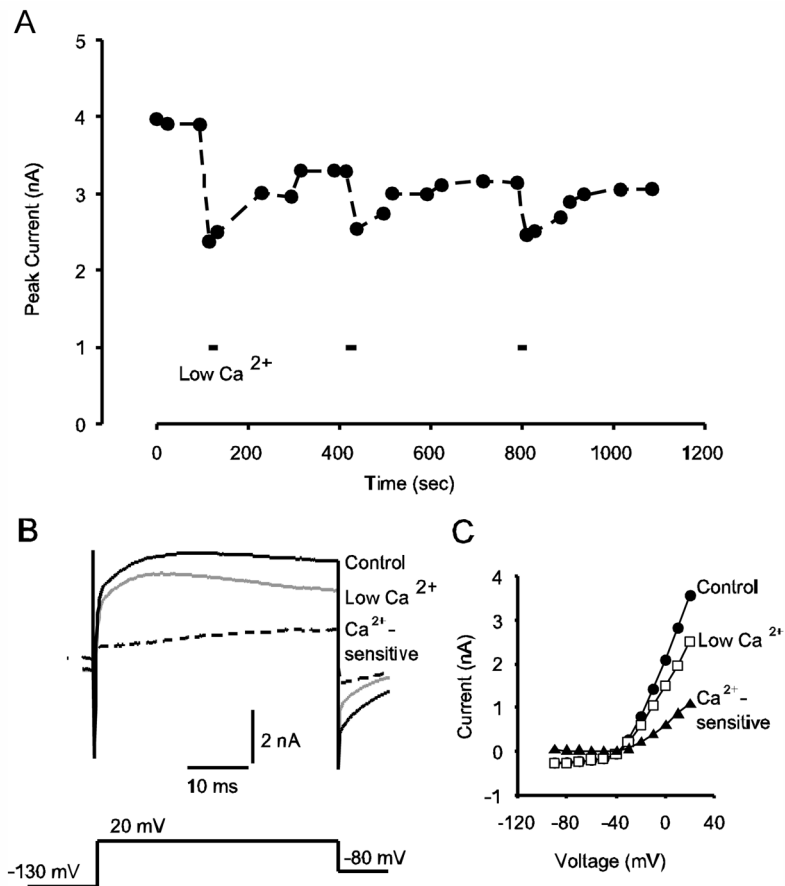 A
5
4
3
2
1
0
Peak Current (nA)
Low Ca 2+
0 200 400 600 800 1000 1200
Time (sec)
B
Control
Low Ca 2+
Ca2+-
sensitive
2 nA
10 ms
20 mV
-130 mV
-80 mV
C
4
3
2
1
0
-1
Current (nA)
Control
Low Ca 2+
Ca2+-
sensitive
-120 -80 -40 0 40
Voltage (mV)